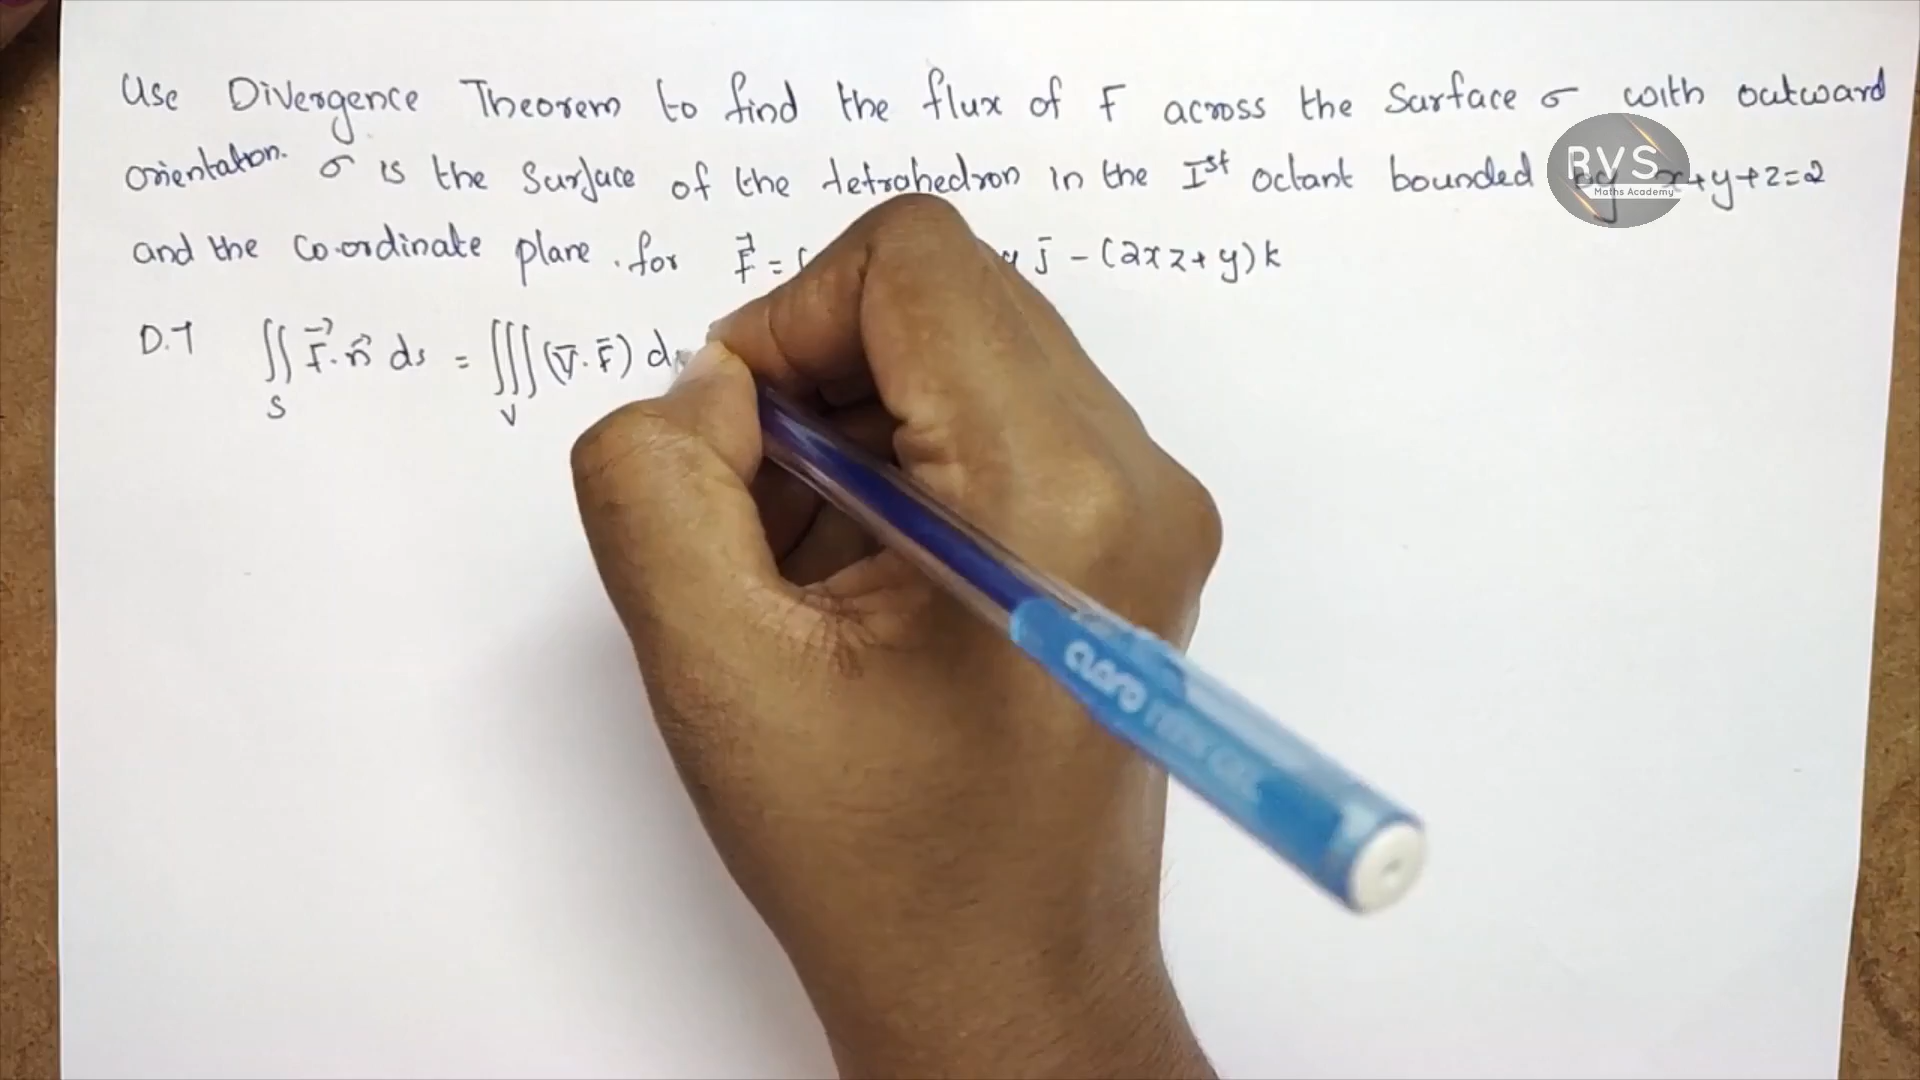 Use Divergence Theorem to find the flux of F across the Surface σ with outward
orientation. σ is the Surface of the tetrahedron in the Ist octant bounded by x+y+z=2
and the Co-ordinate plane. for F⃗ = ( y j̄ - (2xz+y)k
D.T ∬ F⃗.n̂ ds = ∭ (∇̄.F̄) d
S V
RVS
Maths Academy
claro